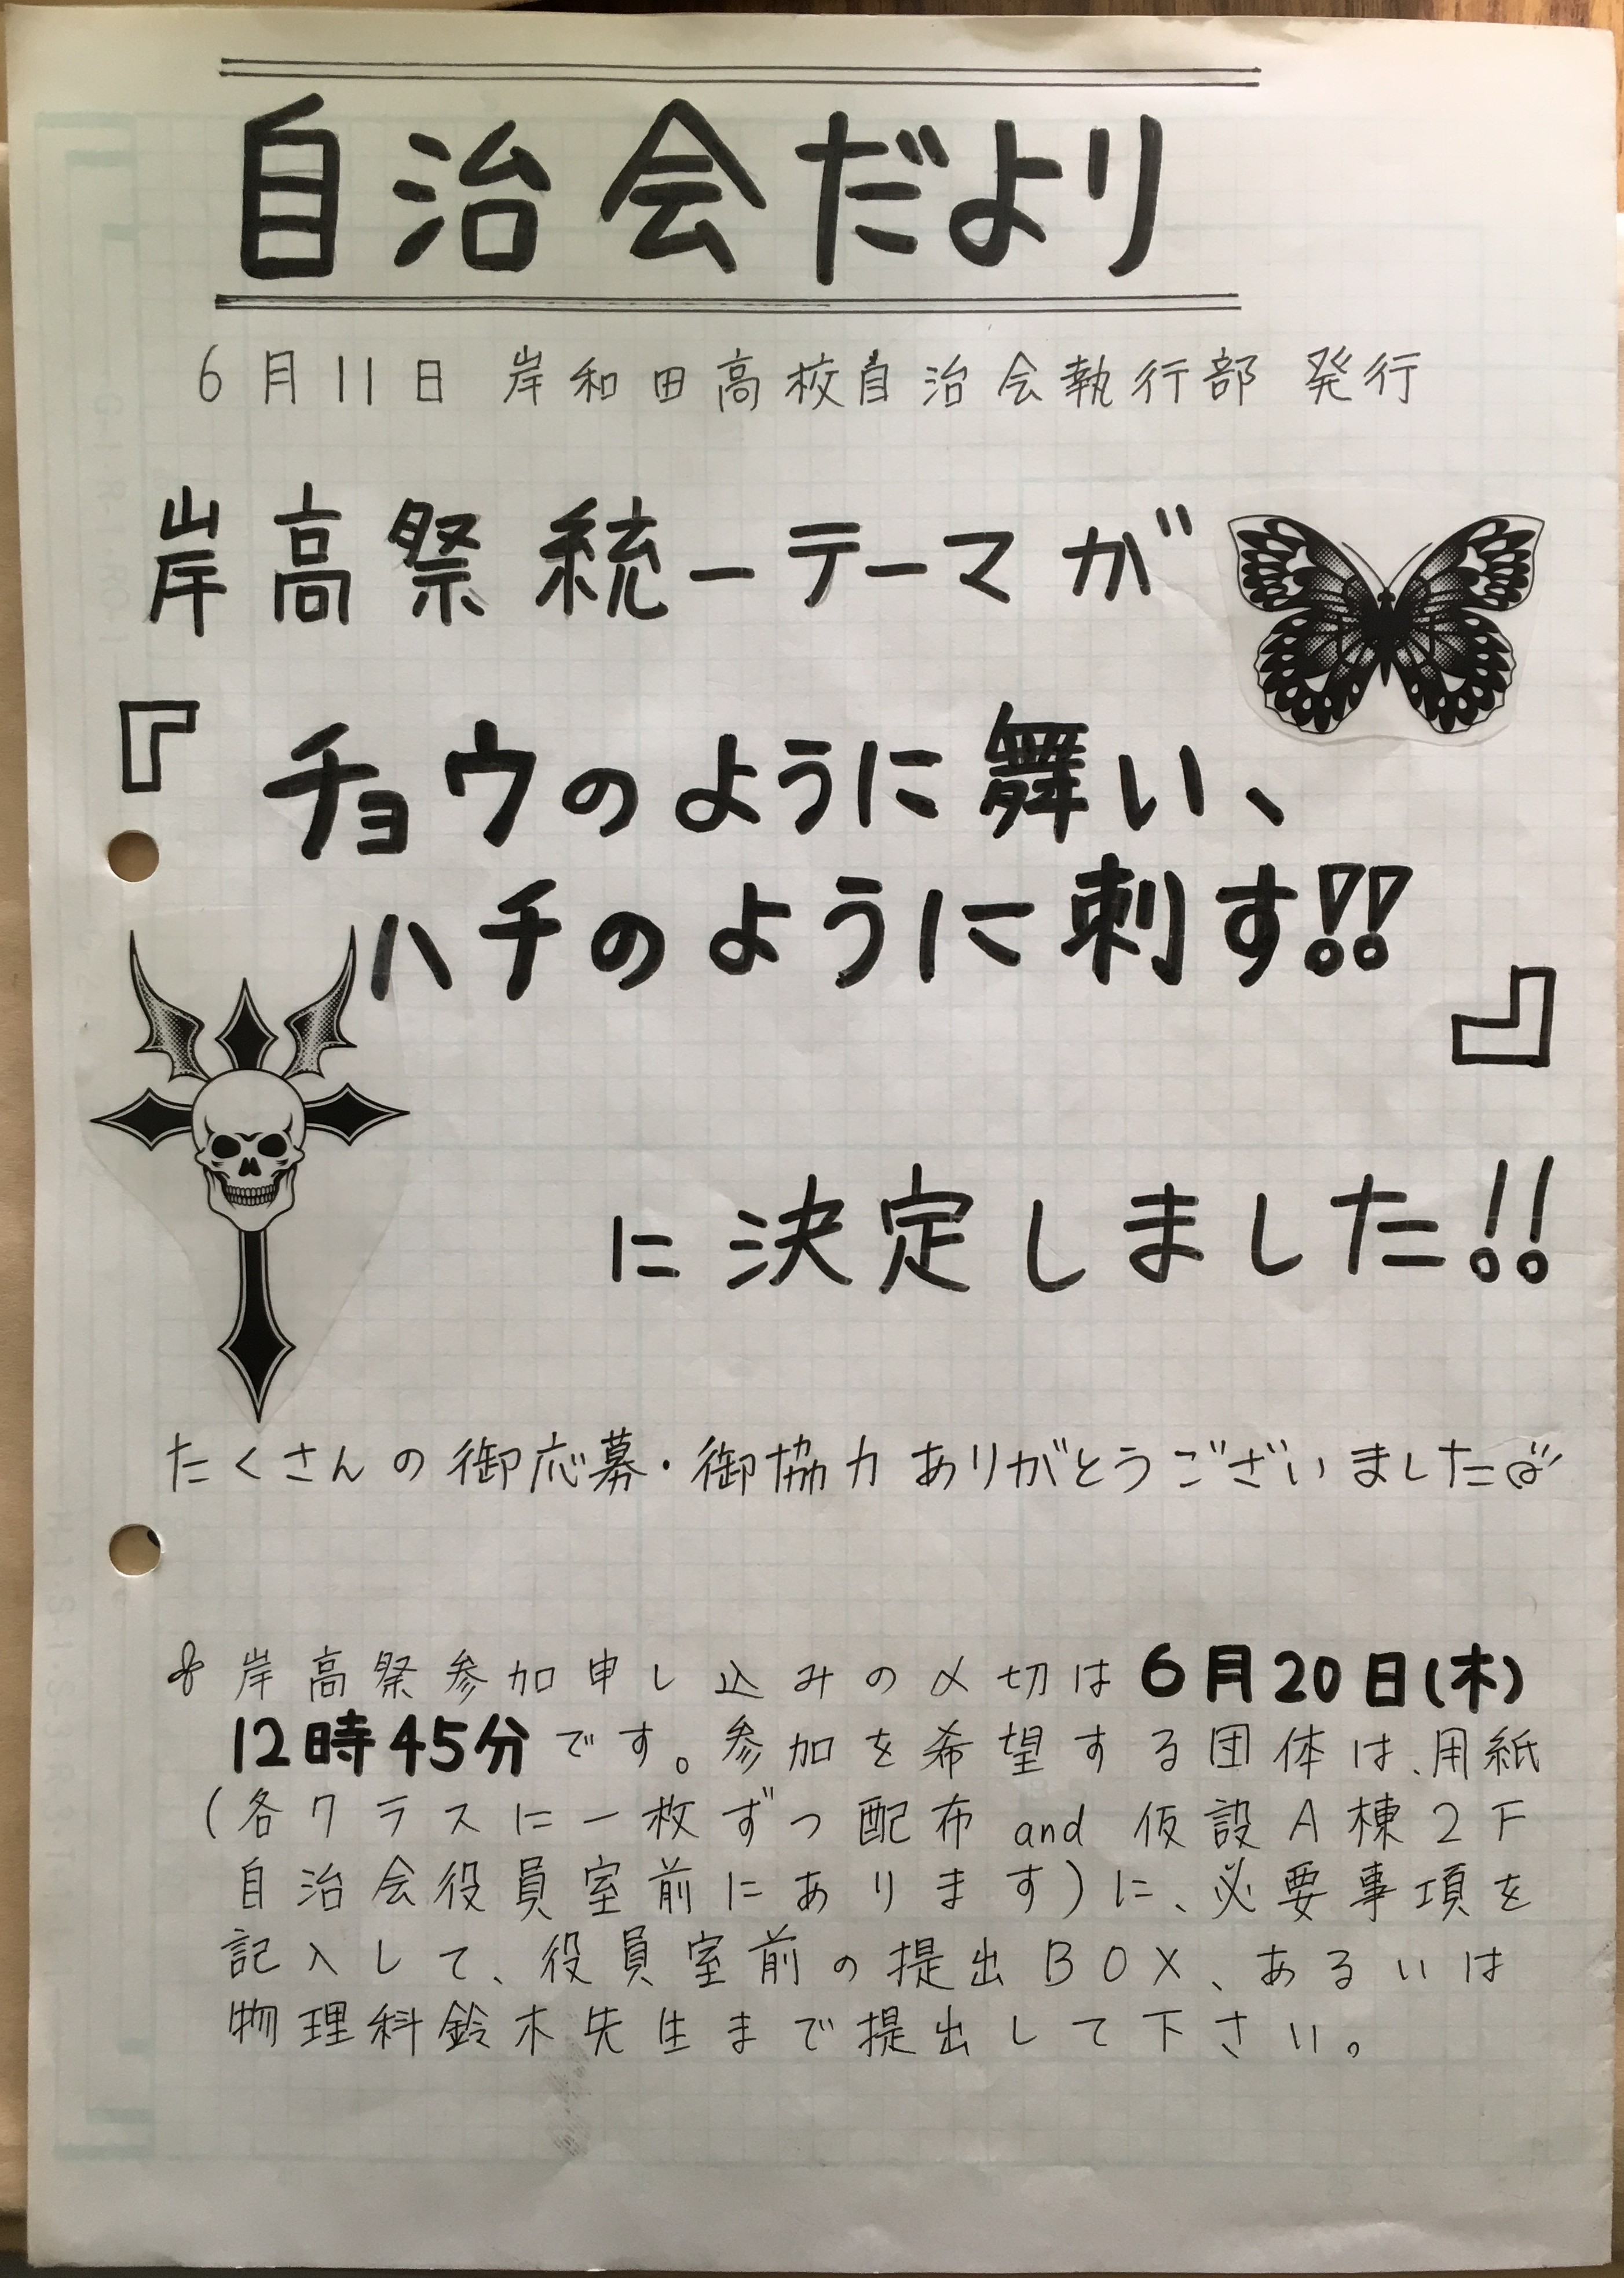 自治会だより
6月11日 岸和田高校自治会執行部 発行
岸高祭統一テーマが
『チョウのように舞い、
ハチのように刺す!!』
に決定しました!!
たくさんの御応募・御協力ありがとうございました
岸高祭参加申し込みの〆切は6月20日(木)
12時45分です。参加を希望する団体は、用紙
(各クラスに一枚ずつ配布 and 仮設A棟2F
自治会役員室前にあります)に、必要事項を
記入して、役員室前の提出BOX、あるいは
物理科鈴木先生まで提出して下さい。